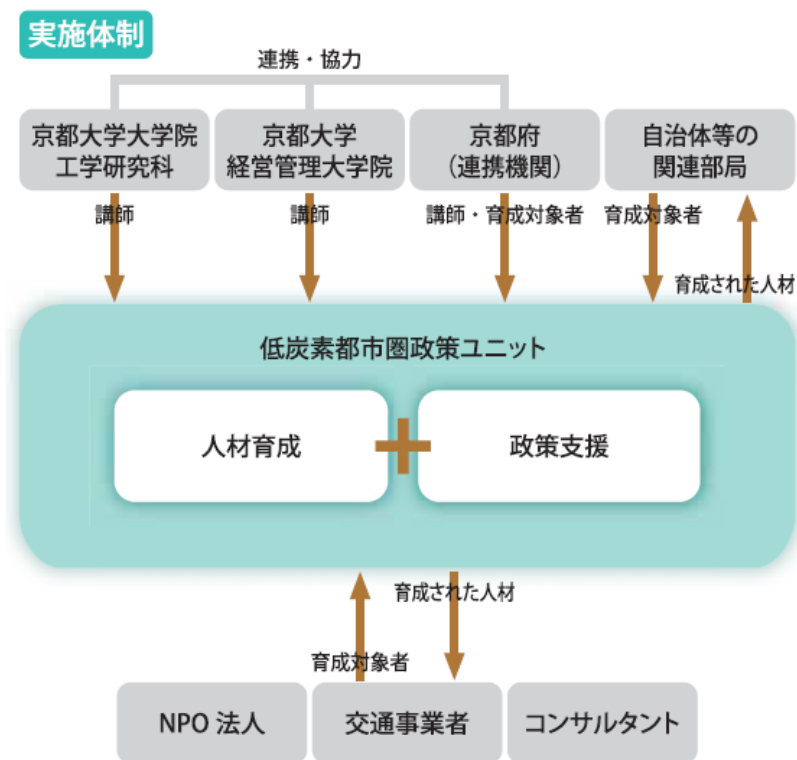 実施体制
連携・協力
京都大学大学院
工学研究科
京都大学
経営管理大学院
京都府
（連携機関）
自治体等の
関連部局
講師
講師
講師・育成対象者
育成対象者
育成された人材
低炭素都市圏政策ユニット
人材育成
政策支援
育成された人材
育成対象者
NPO 法人
交通事業者
コンサルタント